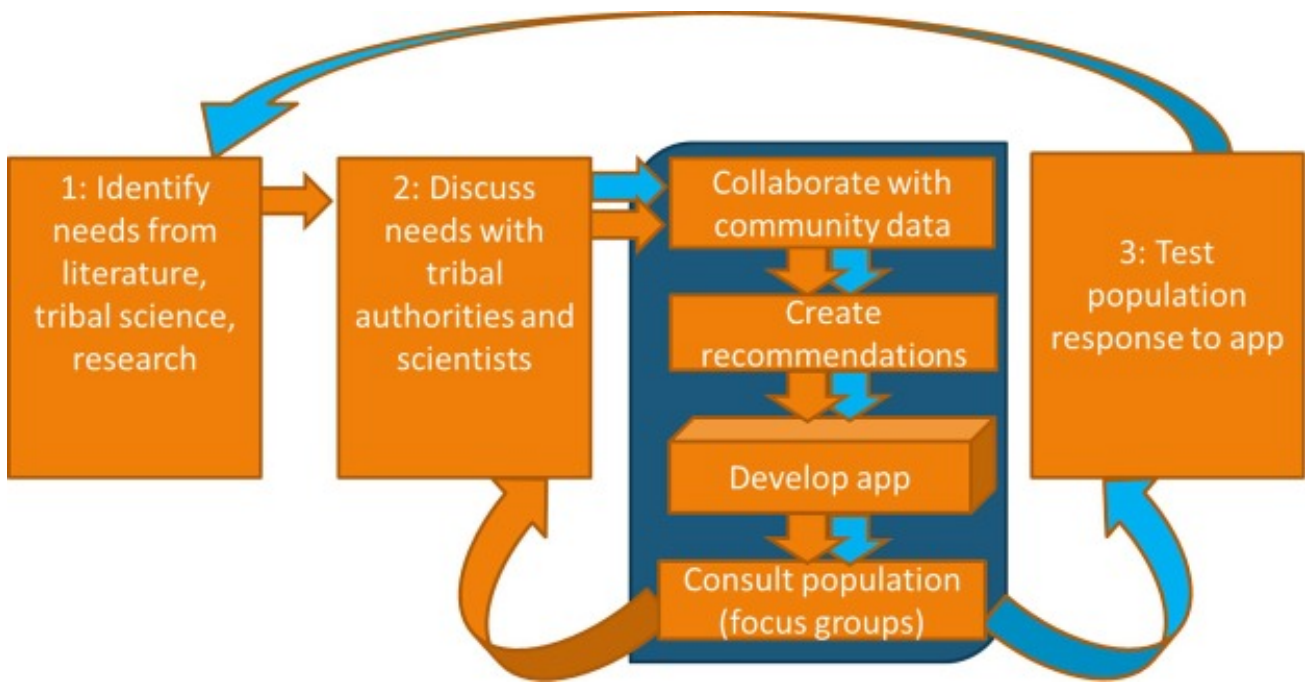 1: Identify
needs from
literature,
tribal science,
research
2: Discuss
needs with
tribal
authorities and
scientists
Collaborate with
community data
Create
recommendations
Develop app
Consult population
(focus groups)
3: Test
population
response to app